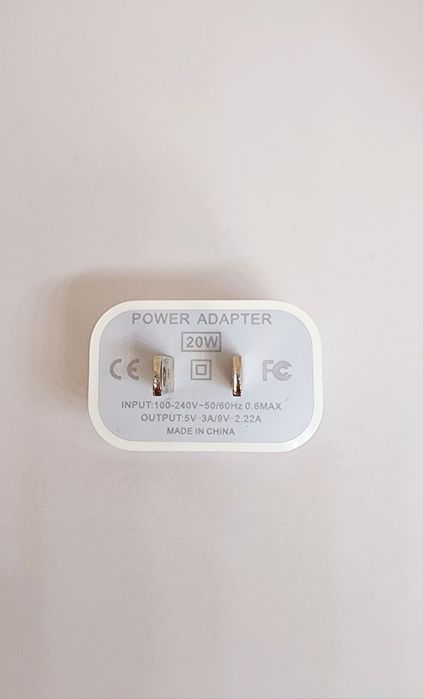 POWER ADAPTER
20W
CE FC
INPUT:100-240V~50/60Hz 0.6MAX
OUTPUT:5V 3A/9V 2.22A
MADE IN CHINA